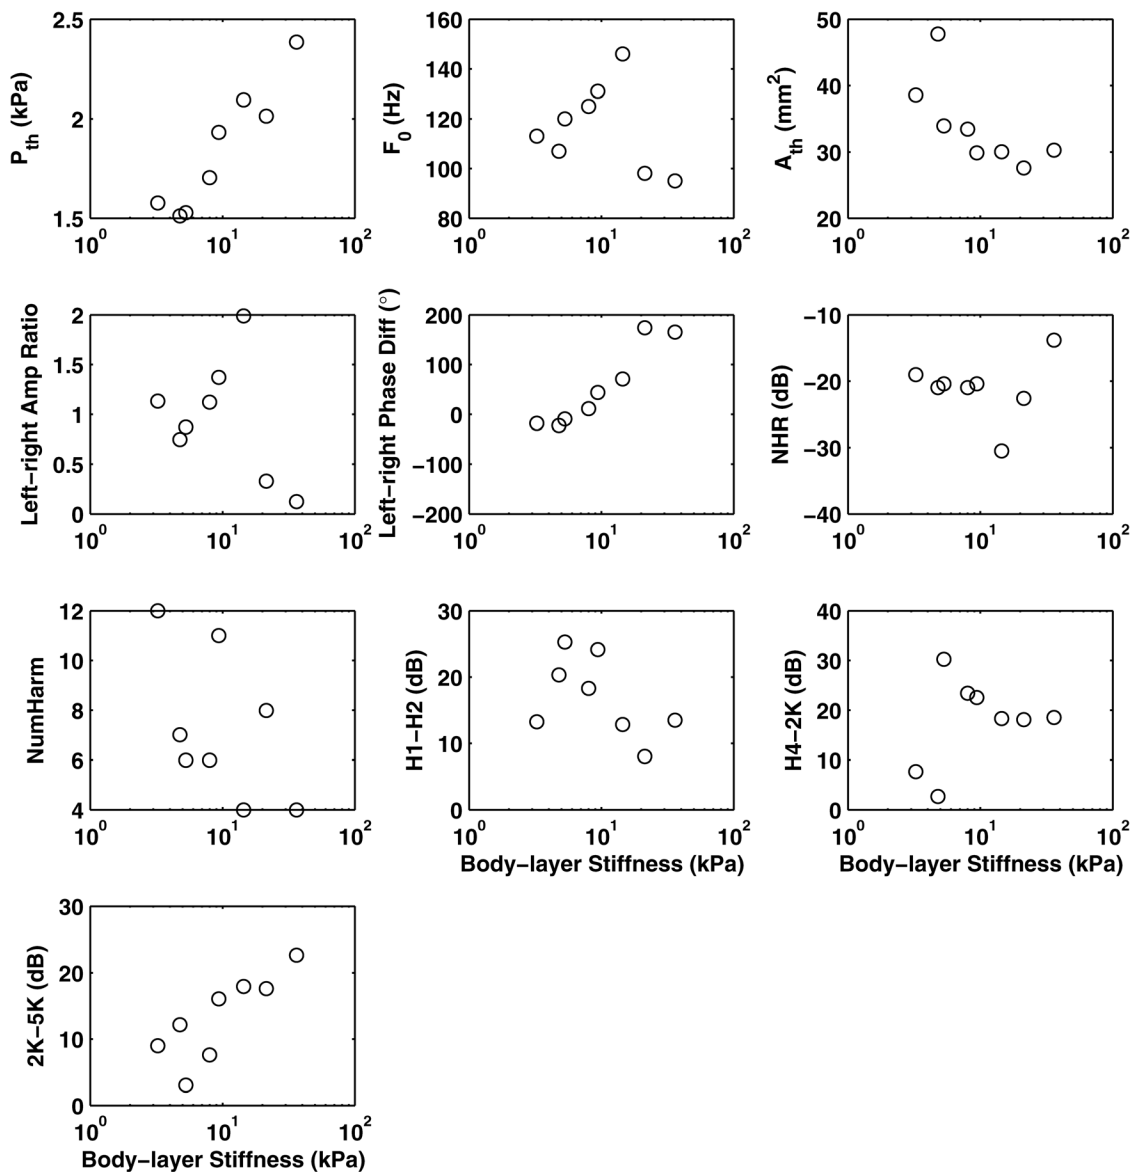 2.5
2
1.5
P_th (kPa)
10^0 10^1 10^2
160
140
120
100
80
F_0 (Hz)
10^0 10^1 10^2
50
40
30
20
A_th (mm^2)
10^0 10^1 10^2
2
1.5
1
0.5
0
Left−right Amp Ratio
10^0 10^1 10^2
200
100
0
−100
−200
Left−right Phase Diff (°)
10^0 10^1 10^2
−10
−20
−30
−40
NHR (dB)
10^0 10^1 10^2
12
10
8
6
4
NumHarm
10^0 10^1 10^2
30
20
10
0
H1−H2 (dB)
10^0 10^1 10^2
Body−layer Stiffness (kPa)
40
30
20
10
0
H4−2K (dB)
10^0 10^1 10^2
Body−layer Stiffness (kPa)
30
20
10
0
2K−5K (dB)
10^0 10^1 10^2
Body−layer Stiffness (kPa)